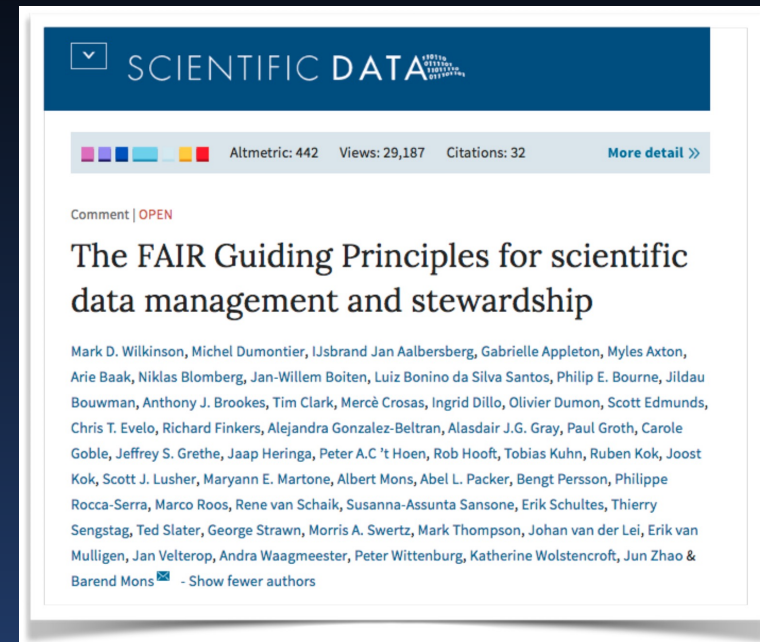 SCIENTIFIC DATA
Altmetric: 442 Views: 29,187 Citations: 32 More detail »
Comment | OPEN
The FAIR Guiding Principles for scientific
data management and stewardship
Mark D. Wilkinson, Michel Dumontier, IJsbrand Jan Aalbersberg, Gabrielle Appleton, Myles Axton,
Arie Baak, Niklas Blomberg, Jan-Willem Boiten, Luiz Bonino da Silva Santos, Philip E. Bourne, Jildau
Bouwman, Anthony J. Brookes, Tim Clark, Mercè Crosas, Ingrid Dillo, Olivier Dumon, Scott Edmunds,
Chris T. Evelo, Richard Finkers, Alejandra Gonzalez-Beltran, Alasdair J.G. Gray, Paul Groth, Carole
Goble, Jeffrey S. Grethe, Jaap Heringa, Peter A.C ’t Hoen, Rob Hooft, Tobias Kuhn, Ruben Kok, Joost
Kok, Scott J. Lusher, Maryann E. Martone, Albert Mons, Abel L. Packer, Bengt Persson, Philippe
Rocca-Serra, Marco Roos, Rene van Schaik, Susanna-Assunta Sansone, Erik Schultes, Thierry
Sengstag, Ted Slater, George Strawn, Morris A. Swertz, Mark Thompson, Johan van der Lei, Erik van
Mulligen, Jan Velterop, Andra Waagmeester, Peter Wittenburg, Katherine Wolstencroft, Jun Zhao &
Barend Mons - Show fewer authors